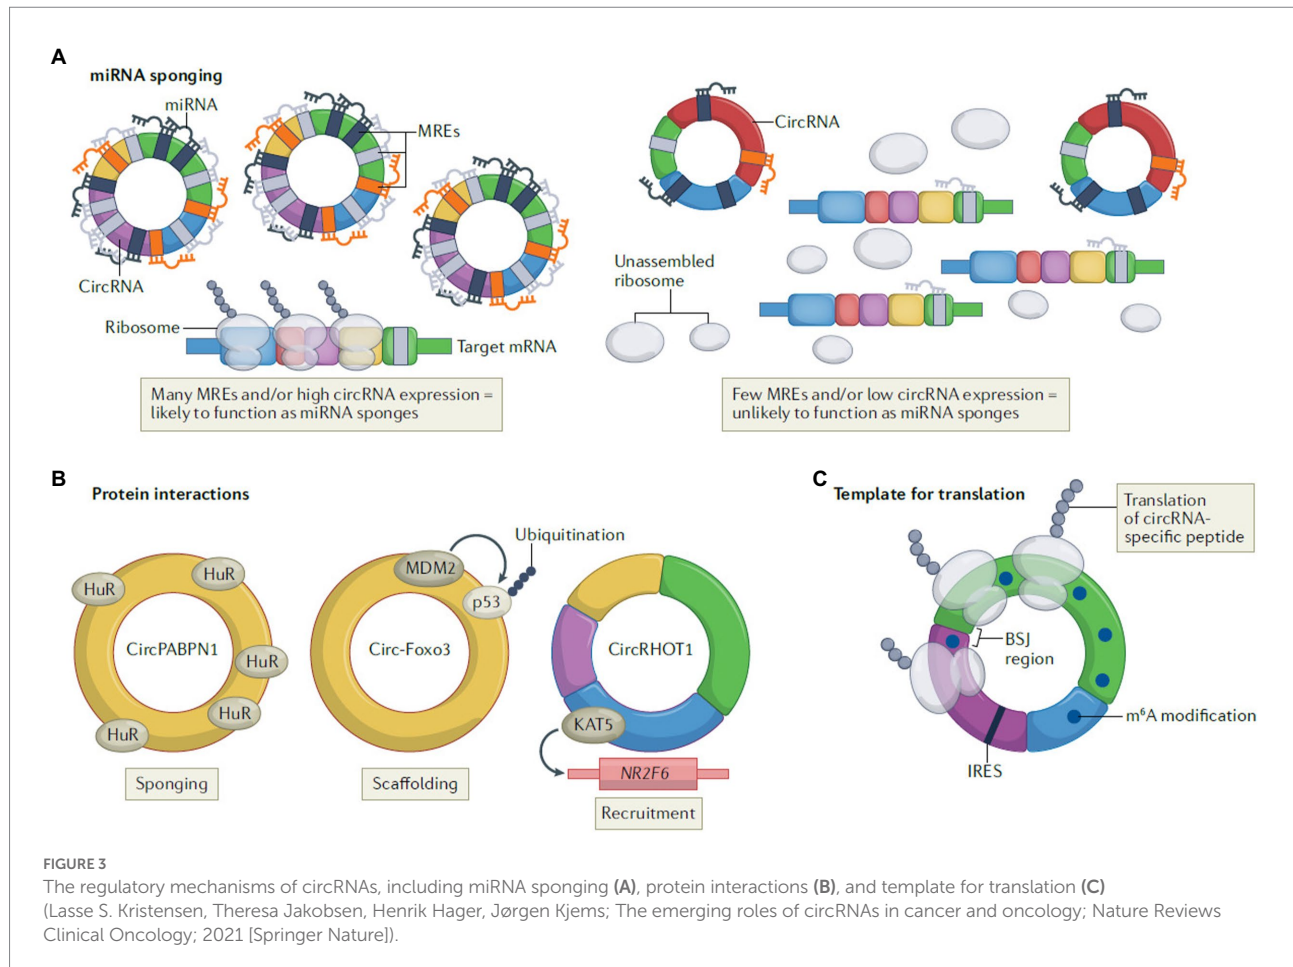 A
miRNA sponging
miRNA
MREs
CircRNA
Ribosome
Target mRNA
Many MREs and/or high circRNA expression =
likely to function as miRNA sponges
CircRNA
Unassembled
ribosome
Few MREs and/or low circRNA expression =
unlikely to function as miRNA sponges
B
Protein interactions
HuR
HuR
HuR
HuR
HuR
CircPABPN1
Sponging
MDM2
p53
Ubiquitination
Circ-Foxo3
Scaffolding
CircRHOT1
KAT5
NR2F6
Recruitment
C
Template for translation
Translation
of circRNA-
specific peptide
BSJ
region
m⁶A modification
IRES
FIGURE 3
The regulatory mechanisms of circRNAs, including miRNA sponging (A), protein interactions (B), and template for translation (C)
(Lasse S. Kristensen, Theresa Jakobsen, Henrik Hager, Jørgen Kjems; The emerging roles of circRNAs in cancer and oncology; Nature Reviews
Clinical Oncology; 2021 [Springer Nature]).